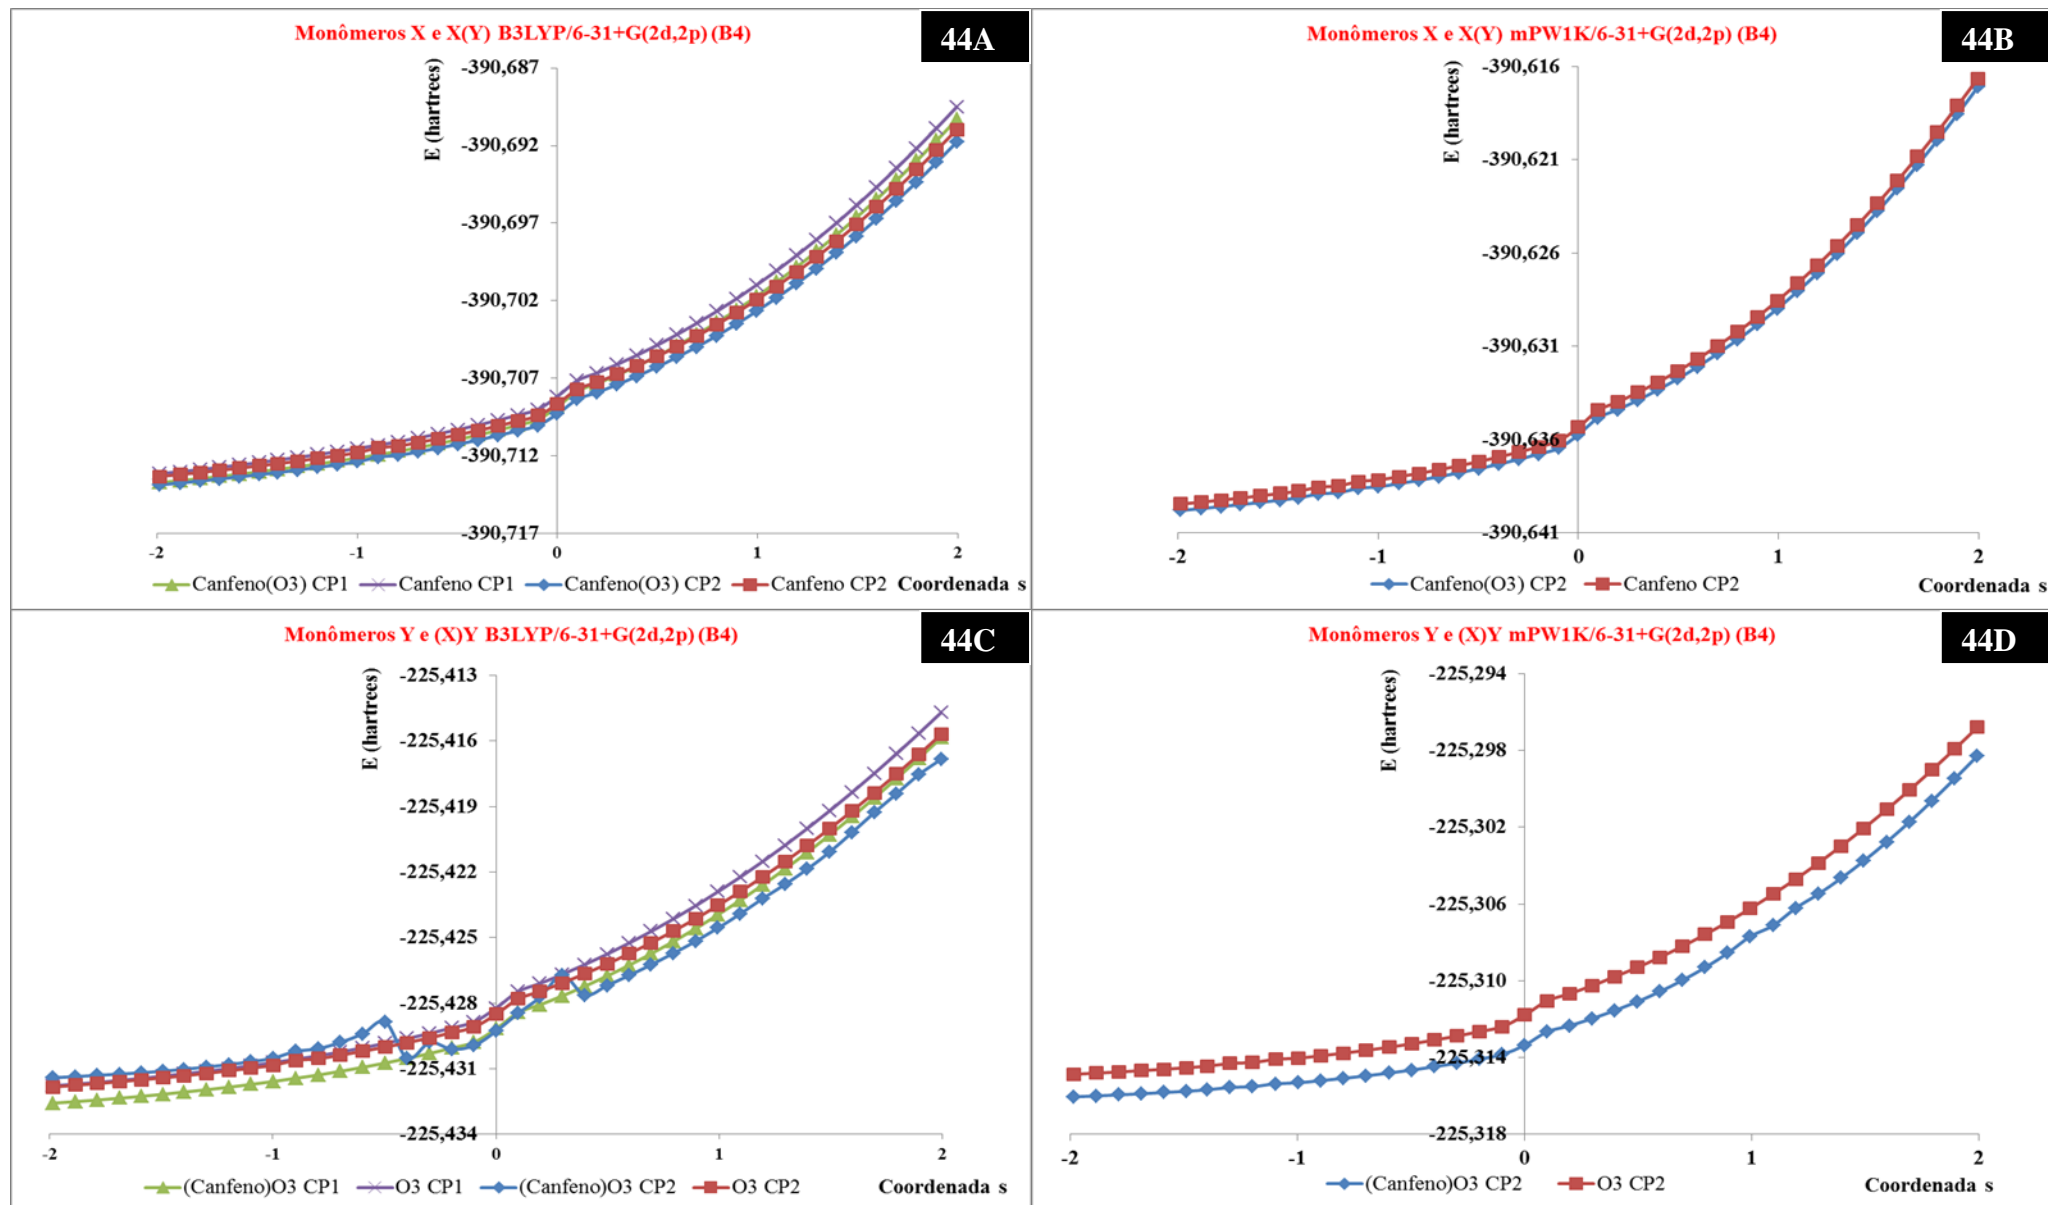 Monômeros X e X(Y) B3LYP/6-31+G(2d,2p) (B4)
44A
E (hartrees)
-390,687
-390,692
-390,697
-390,702
-390,707
-390,712
-390,717
-2 -1 0 1 2
Canfeno(O3) CP1 Canfeno CP1 Canfeno(O3) CP2 Canfeno CP2 Coordenada s
Monômeros X e X(Y) mPW1K/6-31+G(2d,2p) (B4)
44B
E (hartrees)
-390,616
-390,621
-390,626
-390,631
-390,636
-390,641
-2 -1 0 1 2
Canfeno(O3) CP2 Canfeno CP2 Coordenada s
Monômeros Y e (X)Y B3LYP/6-31+G(2d,2p) (B4)
44C
E (hartrees)
-225,413
-225,416
-225,419
-225,422
-225,425
-225,428
-225,431
-225,434
-2 -1 0 1 2
(Canfeno)O3 CP1 O3 CP1 (Canfeno)O3 CP2 O3 CP2 Coordenada s
Monômeros Y e (X)Y mPW1K/6-31+G(2d,2p) (B4)
44D
E (hartrees)
-225,294
-225,298
-225,302
-225,306
-225,310
-225,314
-225,318
-2 -1 0 1 2
(Canfeno)O3 CP2 O3 CP2 Coordenada s